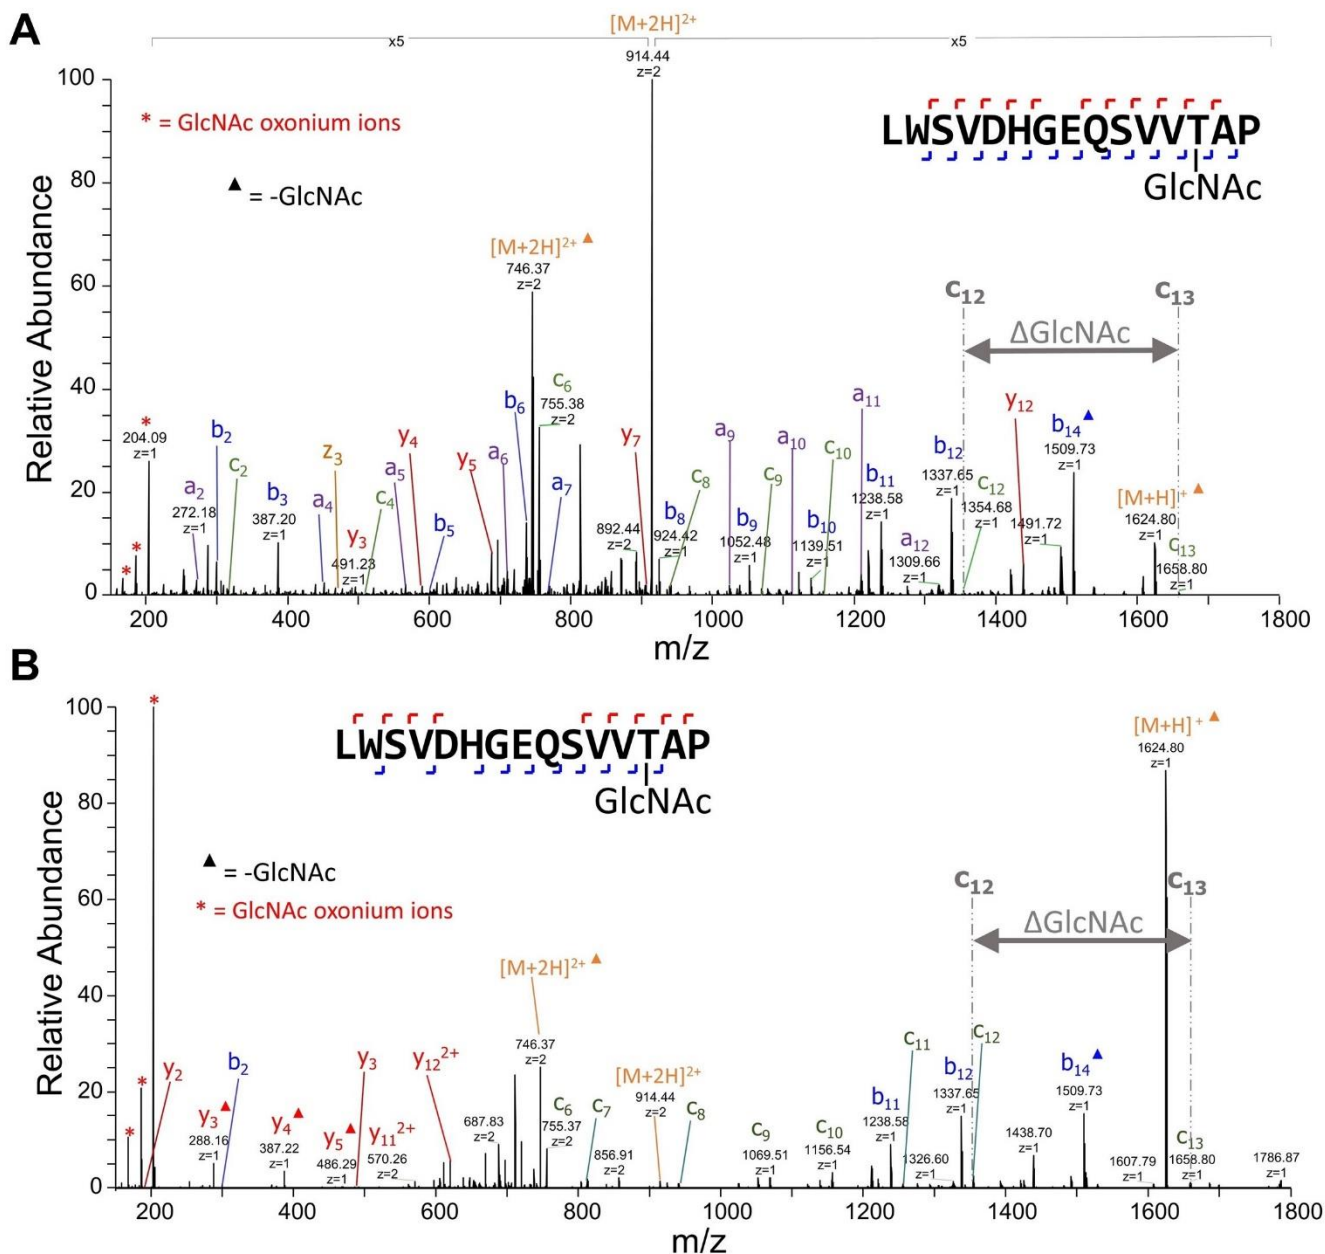 A
[M+2H]²⁺
x5
x5
914.44
z=2
* = GlcNAc oxonium ions
▲ = -GlcNAc
LWSVDHGEQSVVTAP
GlcNAc
[M+2H]²⁺ ▲
746.37
z=2
c₁₂
c₁₃
ΔGlcNAc
*
204.09
z=1
*
*
a₂
272.18
z=1
b₂
c₂
b₃
387.20
z=1
a₄
z₃
y₃
491.23
z=1
c₄
a₅
y₄
b₅
y₅
a₆
b₆
c₆
755.38
z=2
a₇
892.44
z=2
y₇
b₈
924.42
z=1
c₈
a₉
b₉
1052.48
z=1
c₉
a₁₀
b₁₀
1139.51
z=1
c₁₀
a₁₁
b₁₁
1238.58
z=1
a₁₂
1309.66
z=1
b₁₂
1337.65
z=1
c₁₂
1354.68
z=1
y₁₂
1491.72
z=1
b₁₄ ▲
1509.73
z=1
[M+H]⁺ ▲
1624.80
z=1
c₁₃
1658.80
z=1
Relative Abundance
100
80
60
40
20
0
200 400 600 800 1000 1200 1400 1600 1800
m/z
B
*
LWSVDHGEQSVVTAP
GlcNAc
▲ = -GlcNAc
* = GlcNAc oxonium ions
[M+H]⁺ ▲
1624.80
z=1
c₁₂
c₁₃
ΔGlcNAc
[M+2H]²⁺ ▲
746.37
z=2
*
*
y₂
y₃ ▲
288.16
z=1
b₂
y₄ ▲
387.22
z=1
y₅ ▲
486.29
z=1
y₃
y₁₁²⁺
570.26
z=2
y₁₂²⁺
687.83
z=2
c₆
755.37
z=2
c₇
856.91
z=2
[M+2H]²⁺
914.44
z=2
c₈
c₉
1069.51
z=1
c₁₀
1156.54
z=1
b₁₁
1238.58
z=1
c₁₁
1326.60
z=1
b₁₂
1337.65
z=1
c₁₂
1438.70
z=1
b₁₄ ▲
1509.73
z=1
1607.79
z=1
c₁₃
1658.80
z=1
1786.87
z=1
Relative Abundance
100
80
60
40
20
0
200 400 600 800 1000 1200 1400 1600 1800
m/z